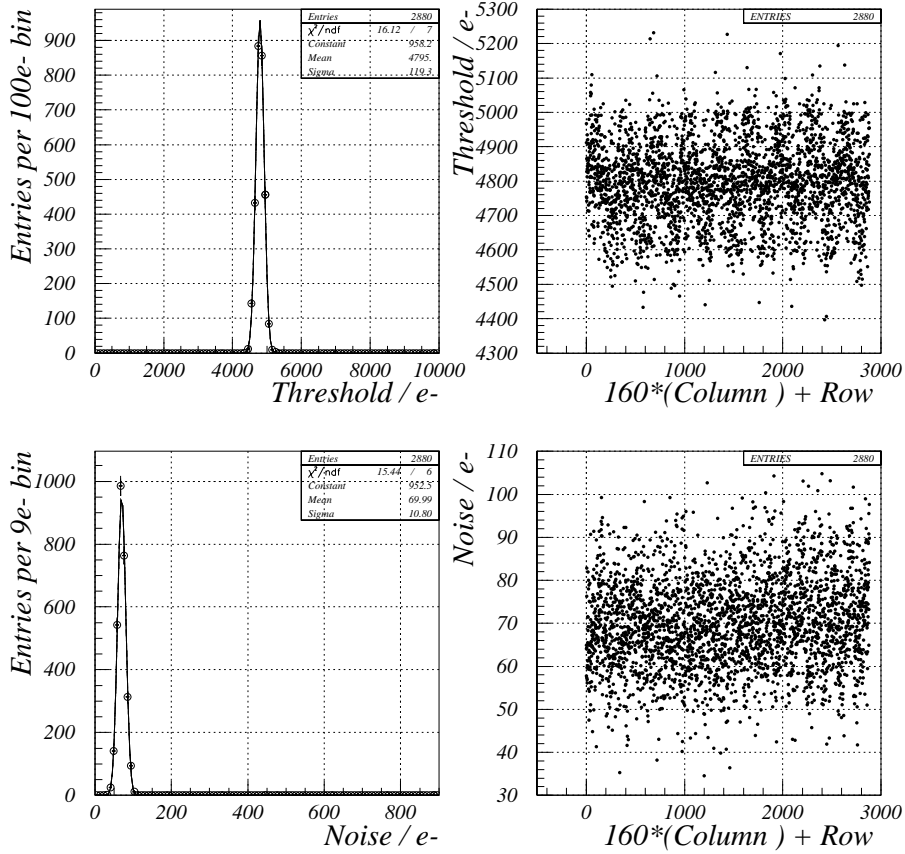 Entries per 100e- bin
900
800
700
600
500
400
300
200
100
0
Entries 2880
χ²/ndf 16.12 / 7
Constant 958.2
Mean 4795.
Sigma 119.3
0 2000 4000 6000 8000 10000
Threshold / e-
Threshold / e-
5300
5200
5100
5000
4900
4800
4700
4600
4500
4400
4300
ENTRIES 2880
0 1000 2000 3000
160*(Column ) + Row
Entries per 9e- bin
1000
800
600
400
200
0
Entries 2880
χ²/ndf 15.44 / 6
Constant 952.5
Mean 69.99
Sigma 10.80
0 200 400 600 800
Noise / e-
Noise / e-
110
100
90
80
70
60
50
40
30
ENTRIES 2880
0 1000 2000 3000
160*(Column ) + Row